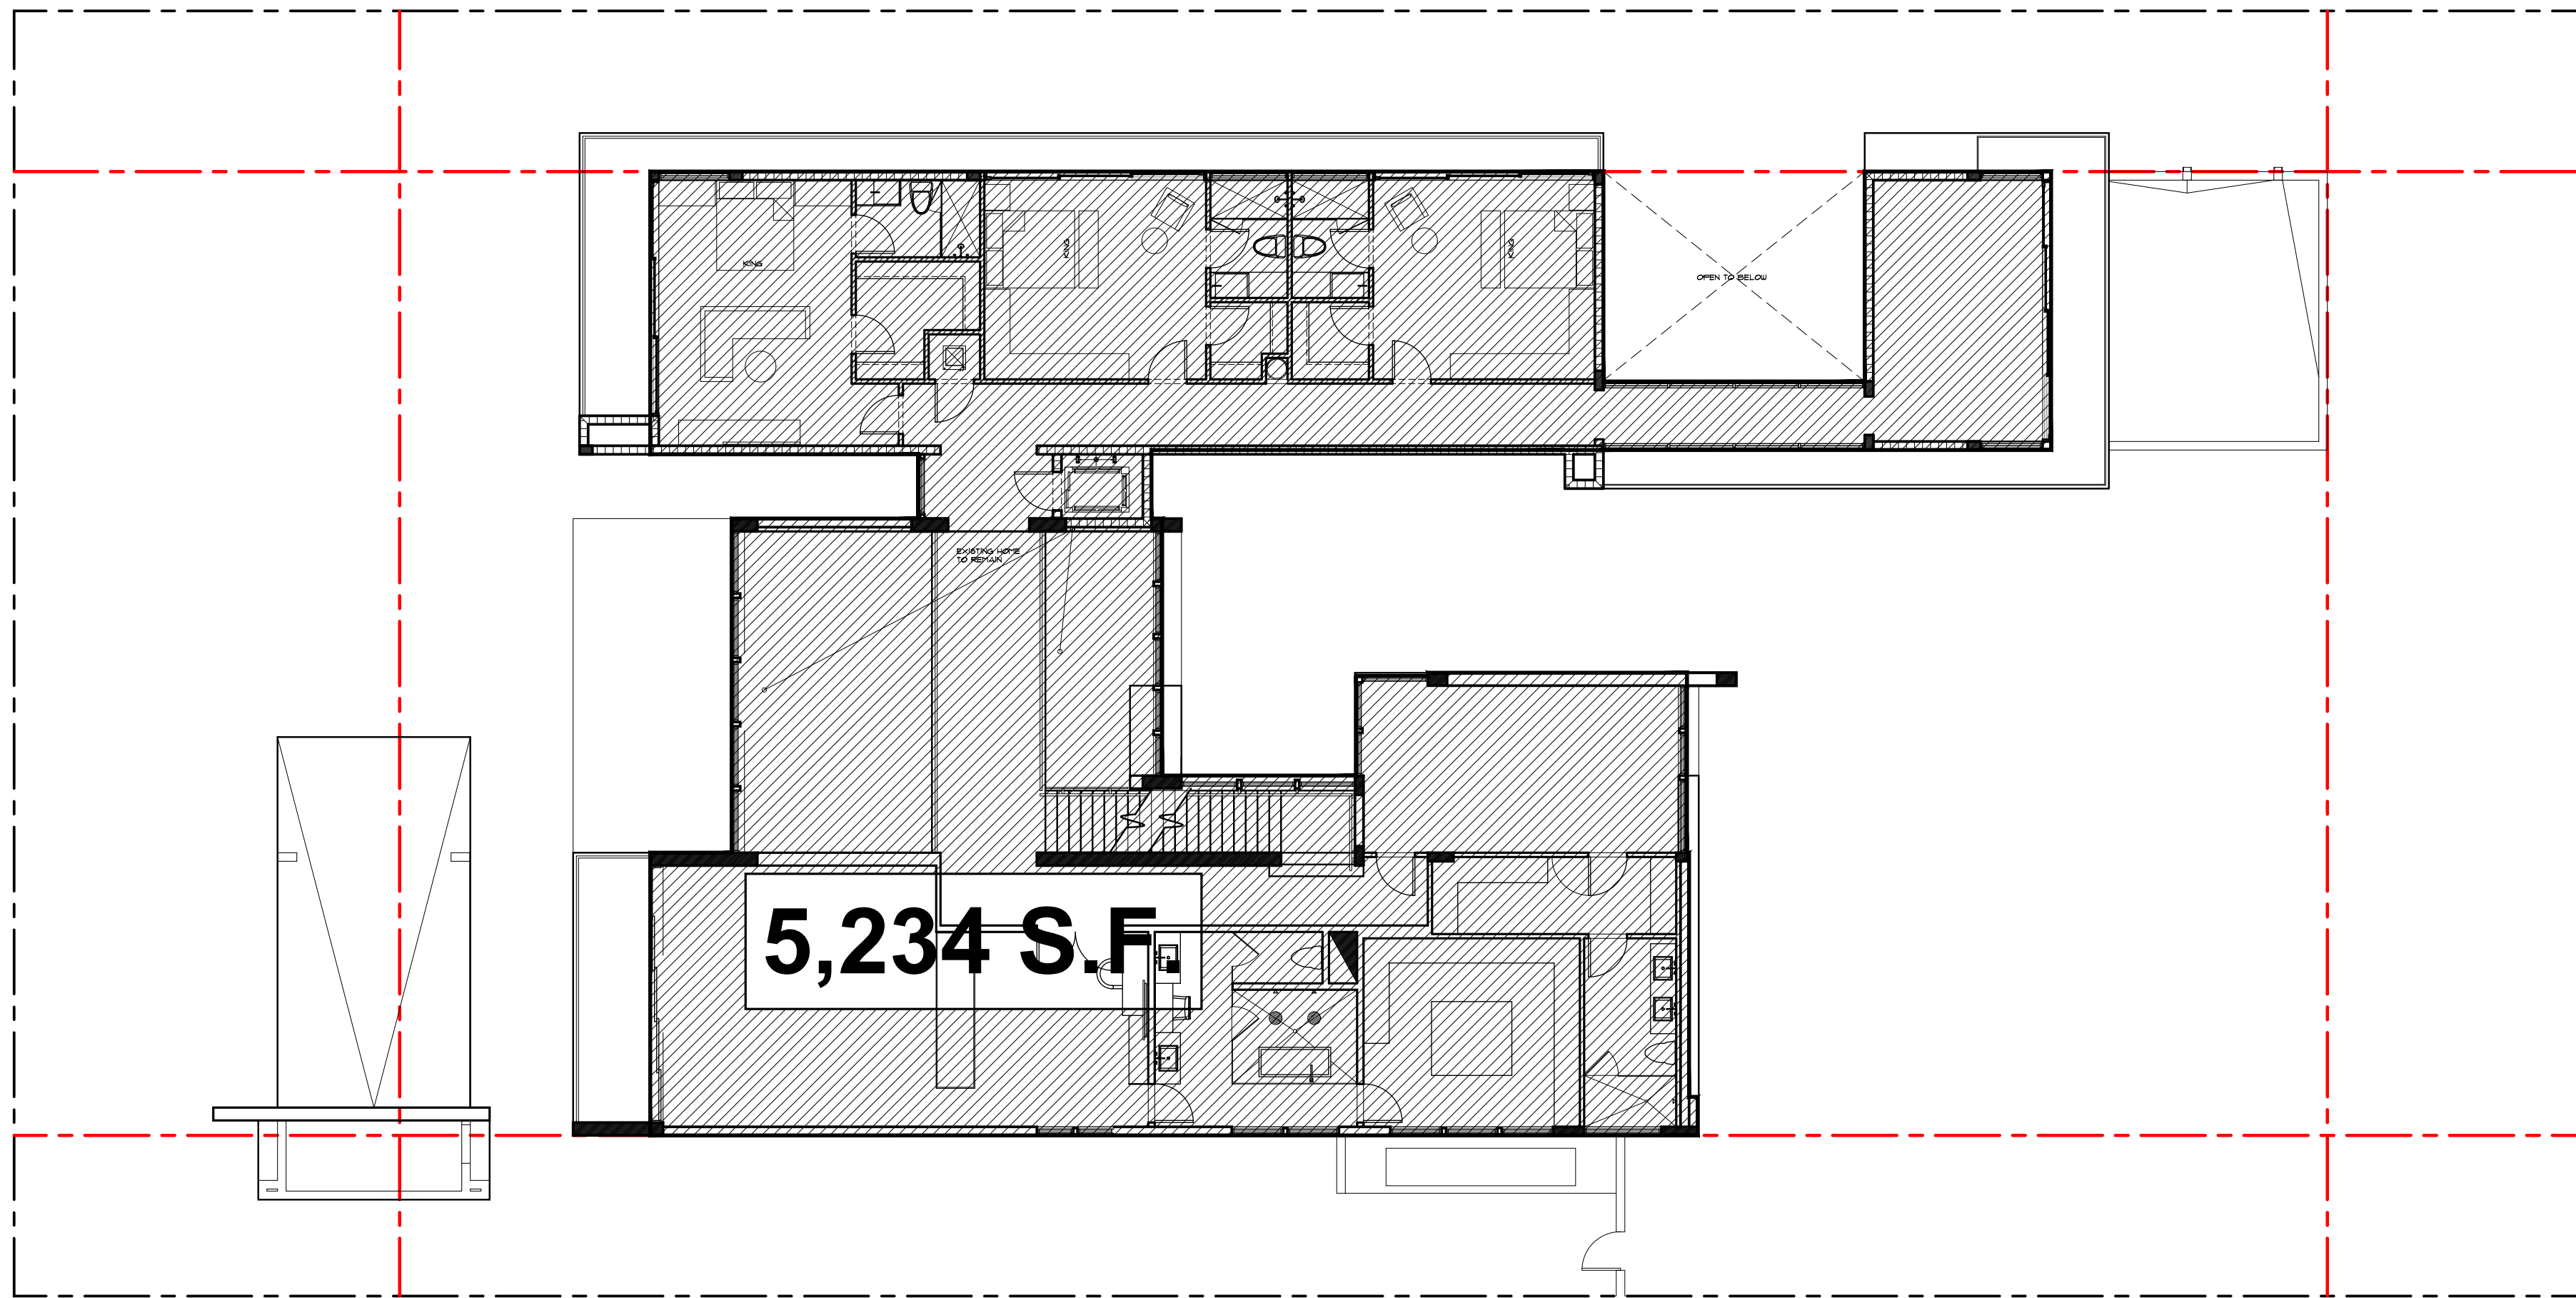 KING
KING
KING
OPEN TO BELOW
EXISTING HOME
TO REMAIN
5,234 S.F.